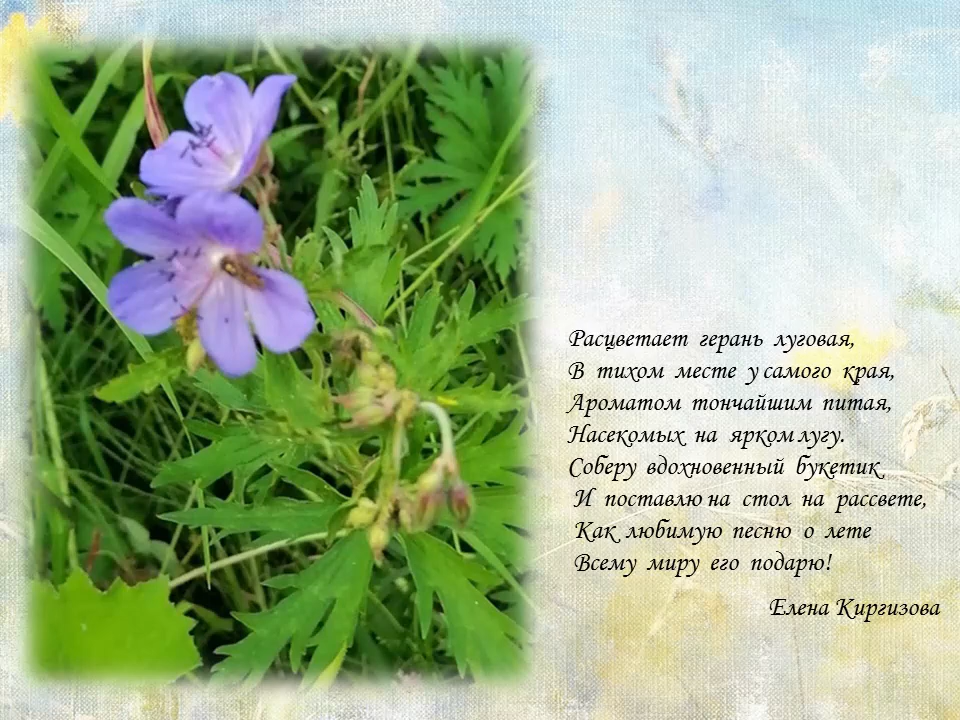 Расцветает герань луговая,
В тихом месте у самого края,
Ароматом тончайшим питая,
Насекомых на ярком лугу.
Соберу вдохновенный букетик
И поставлю на стол на рассвете,
Как любимую песню о лете
Всему миру его подарю!
Елена Киргизова